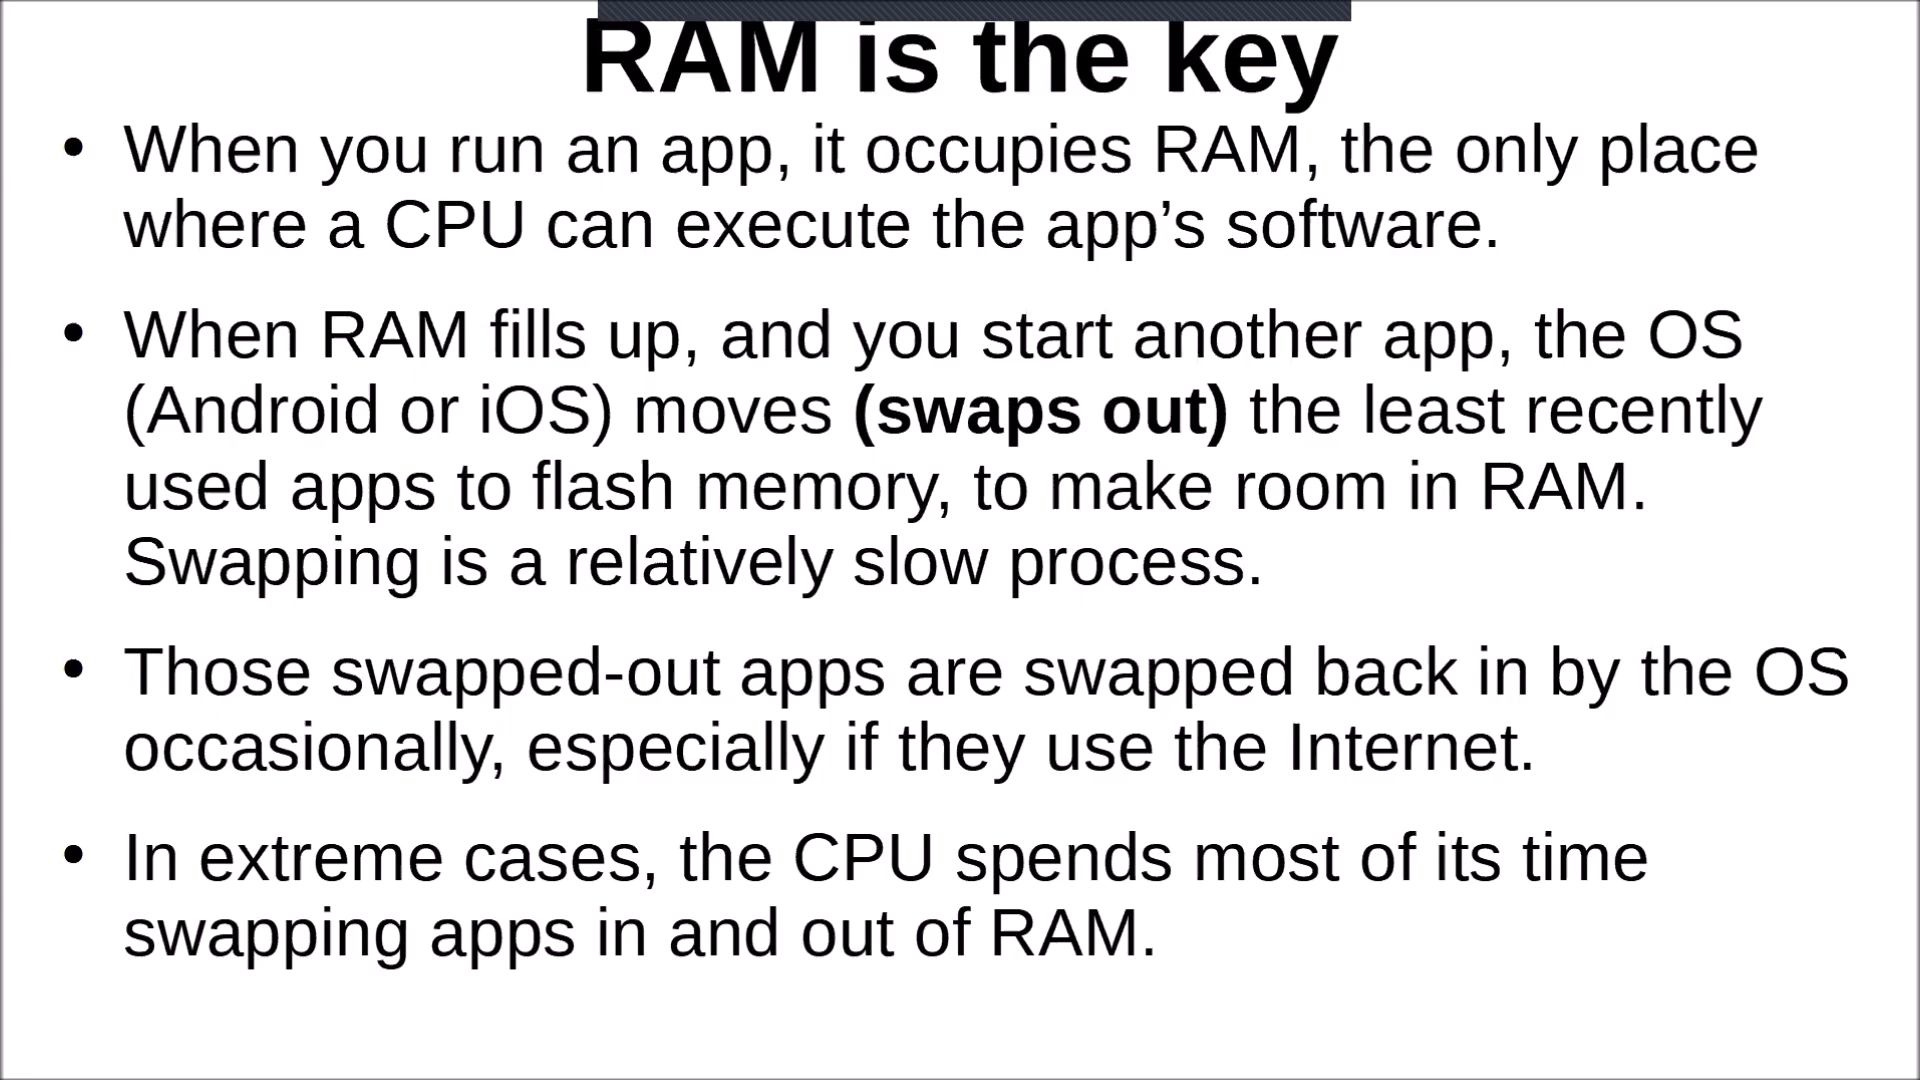 RAM is the key
• When you run an app, it occupies RAM, the only place
where a CPU can execute the app’s software.
• When RAM fills up, and you start another app, the OS
(Android or iOS) moves (swaps out) the least recently
used apps to flash memory, to make room in RAM.
Swapping is a relatively slow process.
• Those swapped-out apps are swapped back in by the OS
occasionally, especially if they use the Internet.
• In extreme cases, the CPU spends most of its time
swapping apps in and out of RAM.